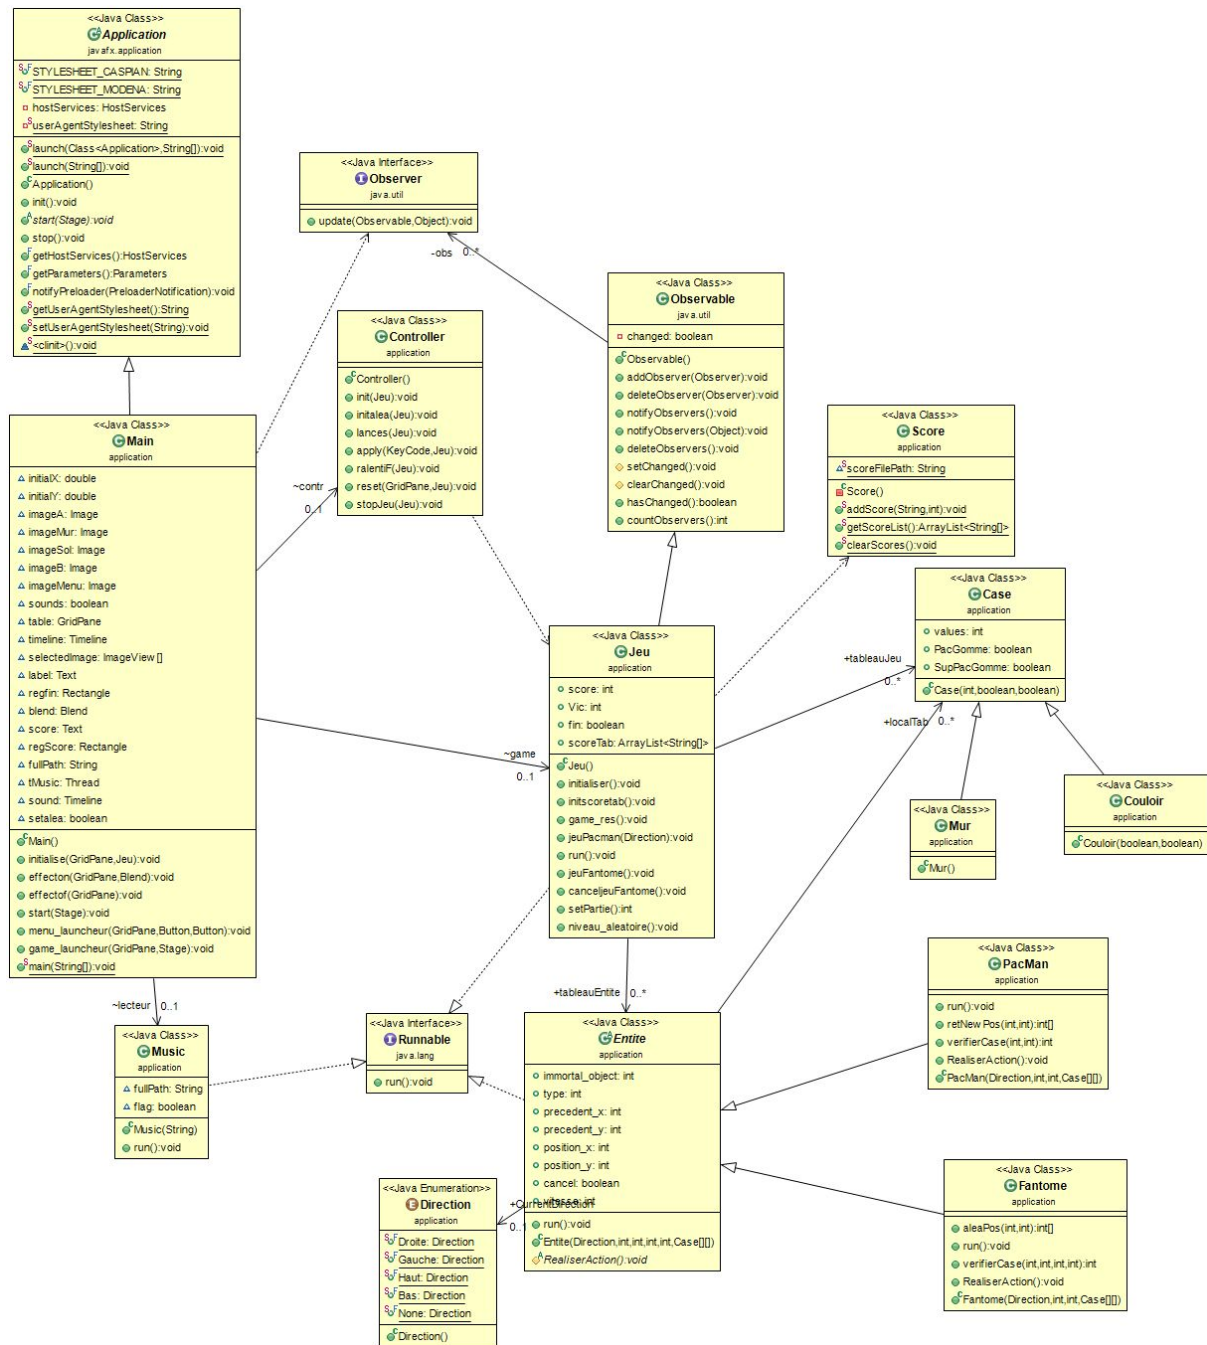 <<Java Class>>
Application
javafx.application
STYLESHEET_CASPIAN: String
STYLESHEET_MODENA: String
hostServices: HostServices
userAgentStylesheet: String
launch(Class<Application>,String[]):void
launch(String[]):void
Application()
init():void
start(Stage):void
stop():void
getHostServices():HostServices
getParameters():Parameters
notifyPreloader(PreloaderNotification):void
getUserAgentStylesheet():String
setUserAgentStylesheet(String):void
<clinit>():void
<<Java Interface>>
Observer
java.util
update(Observable,Object):void
-obs 0..*
<<Java Class>>
Observable
java.util
changed: boolean
Observable()
addObserver(Observer):void
deleteObserver(Observer):void
notifyObservers():void
notifyObservers(Object):void
deleteObservers():void
setChanged():void
clearChanged():void
hasChanged():boolean
countObservers():int
<<Java Class>>
Controller
application
Controller()
init(Jeu):void
initalea(Jeu):void
lances(Jeu):void
apply(KeyCode,Jeu):void
ralentiF(Jeu):void
reset(GridPane,Jeu):void
stopJeu(Jeu):void
~contr
0..1
<<Java Class>>
Main
application
initialX: double
initialY: double
imageA: Image
imageMur: Image
imageSol: Image
imageB: Image
imageMenu: Image
sounds: boolean
table: GridPane
timeline: Timeline
selectedImage: ImageView[]
label: Text
regfin: Rectangle
blend: Blend
score: Text
regScore: Rectangle
fullPath: String
tMusic: Thread
sound: Timeline
setalea: boolean
Main()
initialise(GridPane,Jeu):void
effecton(GridPane,Blend):void
effectof(GridPane):void
start(Stage):void
menu_launcheur(GridPane,Button,Button):void
game_launcheur(GridPane,Stage):void
main(String[]):void
<<Java Class>>
Score
application
scoreFilePath: String
Score()
addScore(String,int):void
getScoreList():ArrayList<String[]>
clearScores():void
<<Java Class>>
Case
application
values: int
PacGomme: boolean
SupPacGomme: boolean
Case(int,boolean,boolean)
+tableauJeu
0..*
+localTab 0..*
<<Java Class>>
Jeu
application
score: int
Vic: int
fin: boolean
scoreTab: ArrayList<String[]>
Jeu()
initialiser():void
initscoretab():void
game_res():void
jeuPacman(Direction):void
run():void
jeuFantome():void
canceljeuFantome():void
setPartie():int
niveau_aleatoire():void
~game
0..1
<<Java Class>>
Mur
application
Mur()
<<Java Class>>
Couloir
application
Couloir(boolean,boolean)
~lecteur 0..1
<<Java Class>>
Music
application
fullPath: String
flag: boolean
Music(String)
run():void
<<Java Interface>>
Runnable
java.lang
run():void
+tableauEntite 0..*
<<Java Class>>
Entite
application
immortal_object: int
type: int
precedent_x: int
precedent_y: int
position_x: int
position_y: int
cancel: boolean
vitesse: int
run():void
Entite(Direction,int,int,int,int,Case[][])
RealiserAction():void
+CurrentDirection
0..1
<<Java Class>>
PacMan
application
run():void
retNewPos(int,int):int[]
verifierCase(int,int):int
RealiserAction():void
PacMan(Direction,int,int,Case[][])
<<Java Class>>
Fantome
application
aleaPos(int,int):int[]
run():void
verifierCase(int,int,int,int):int
RealiserAction():void
Fantome(Direction,int,int,Case[][])
<<Java Enumeration>>
Direction
application
Droite: Direction
Gauche: Direction
Haut: Direction
Bas: Direction
None: Direction
Direction()